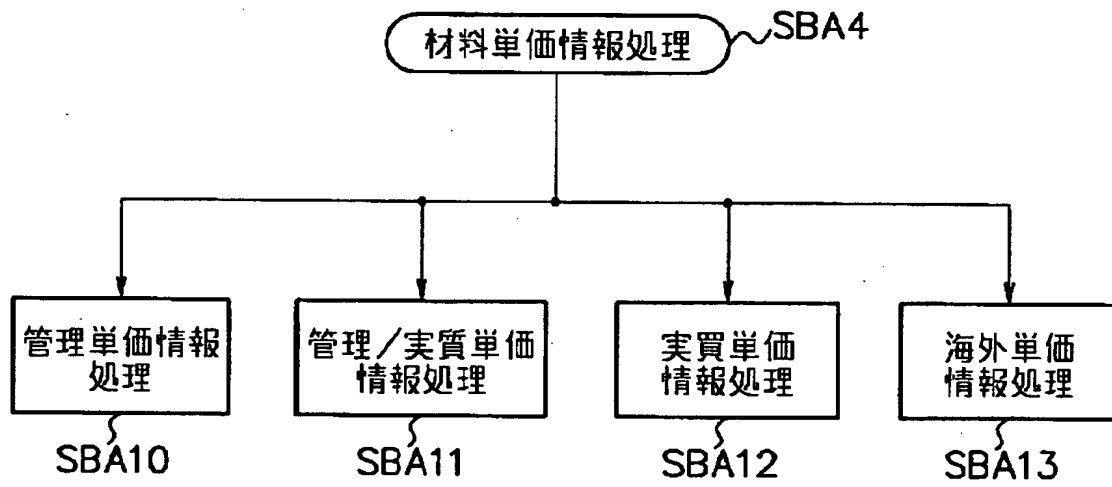 材料単価情報処理
SBA4
管理単価情報
処理
SBA10
管理/実質単価
情報処理
SBA11
実買単価
情報処理
SBA12
海外単価
情報処理
SBA13